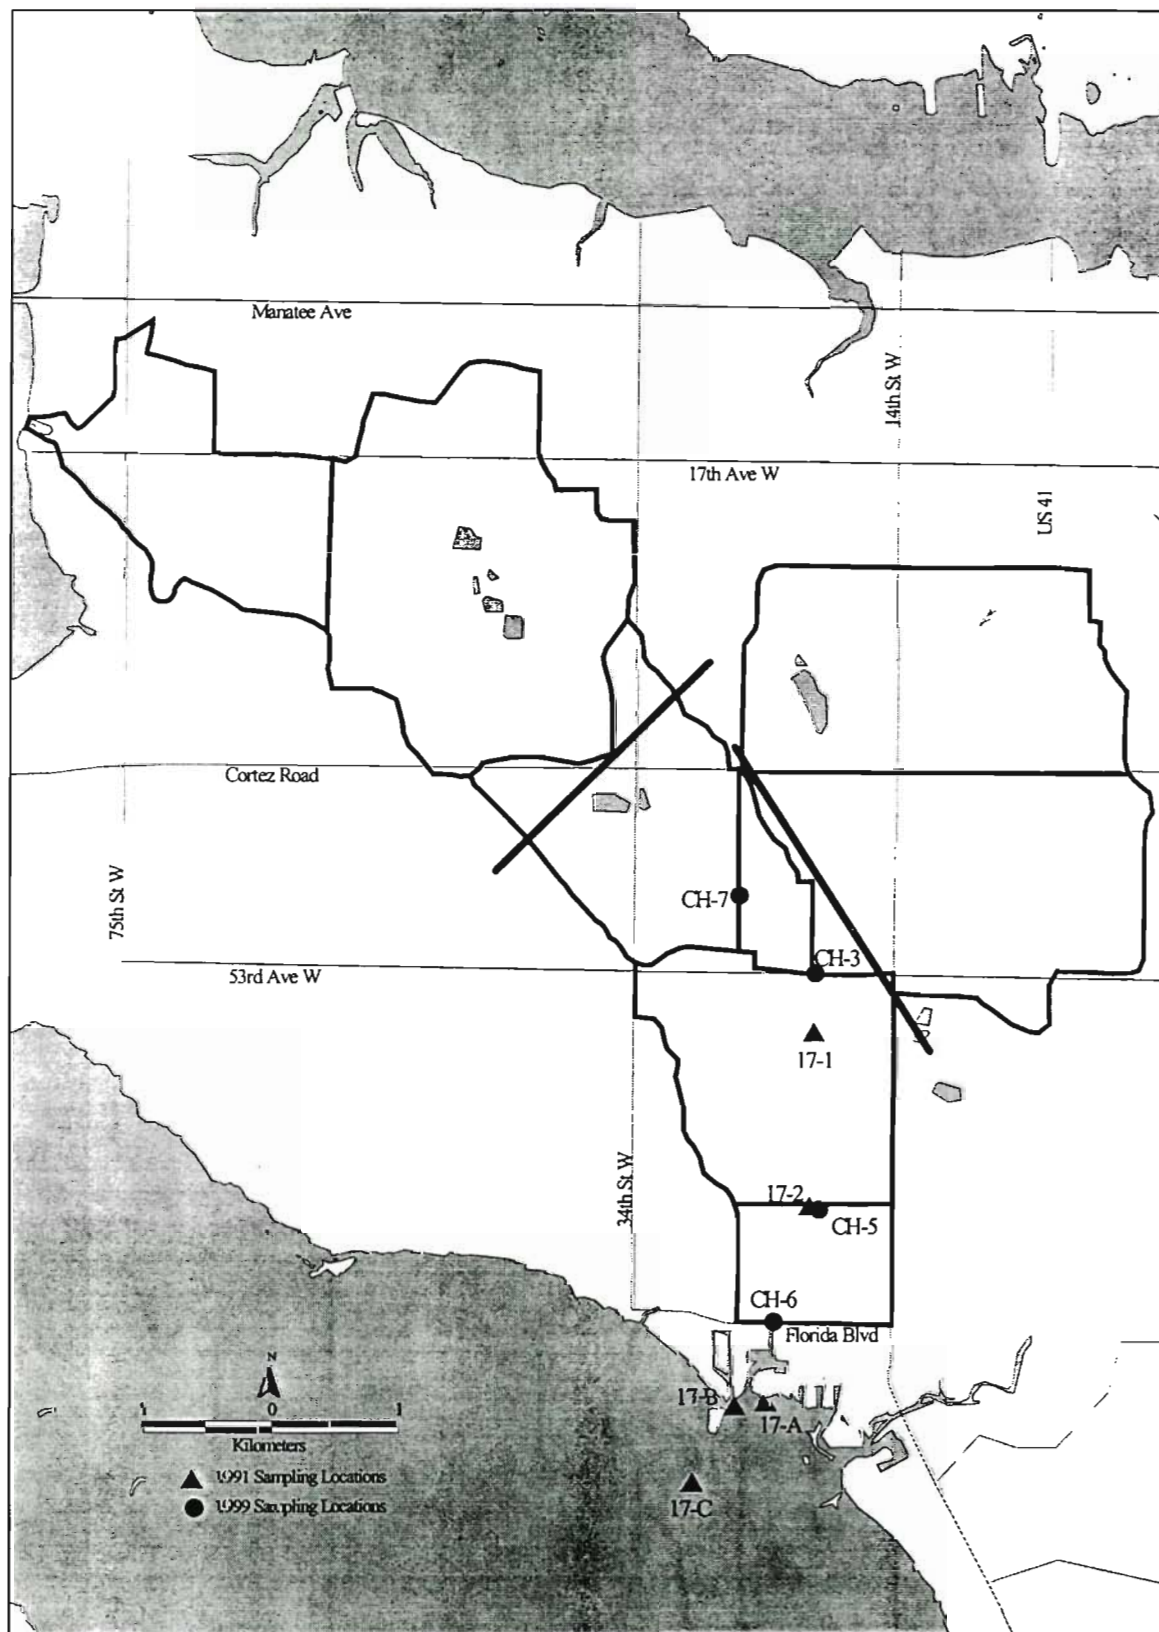 Manatee Ave
14th St W
17th Ave W
US 41
Cortez Road
CH-7
75th St W
CH-3
53rd Ave W
17-1
34th St W
17-2
CH-5
CH-6
Florida Blvd
N
17-B
17-A
1 0 1
Kilometers
1991 Sampling Locations
1999 Sampling Locations
17-C